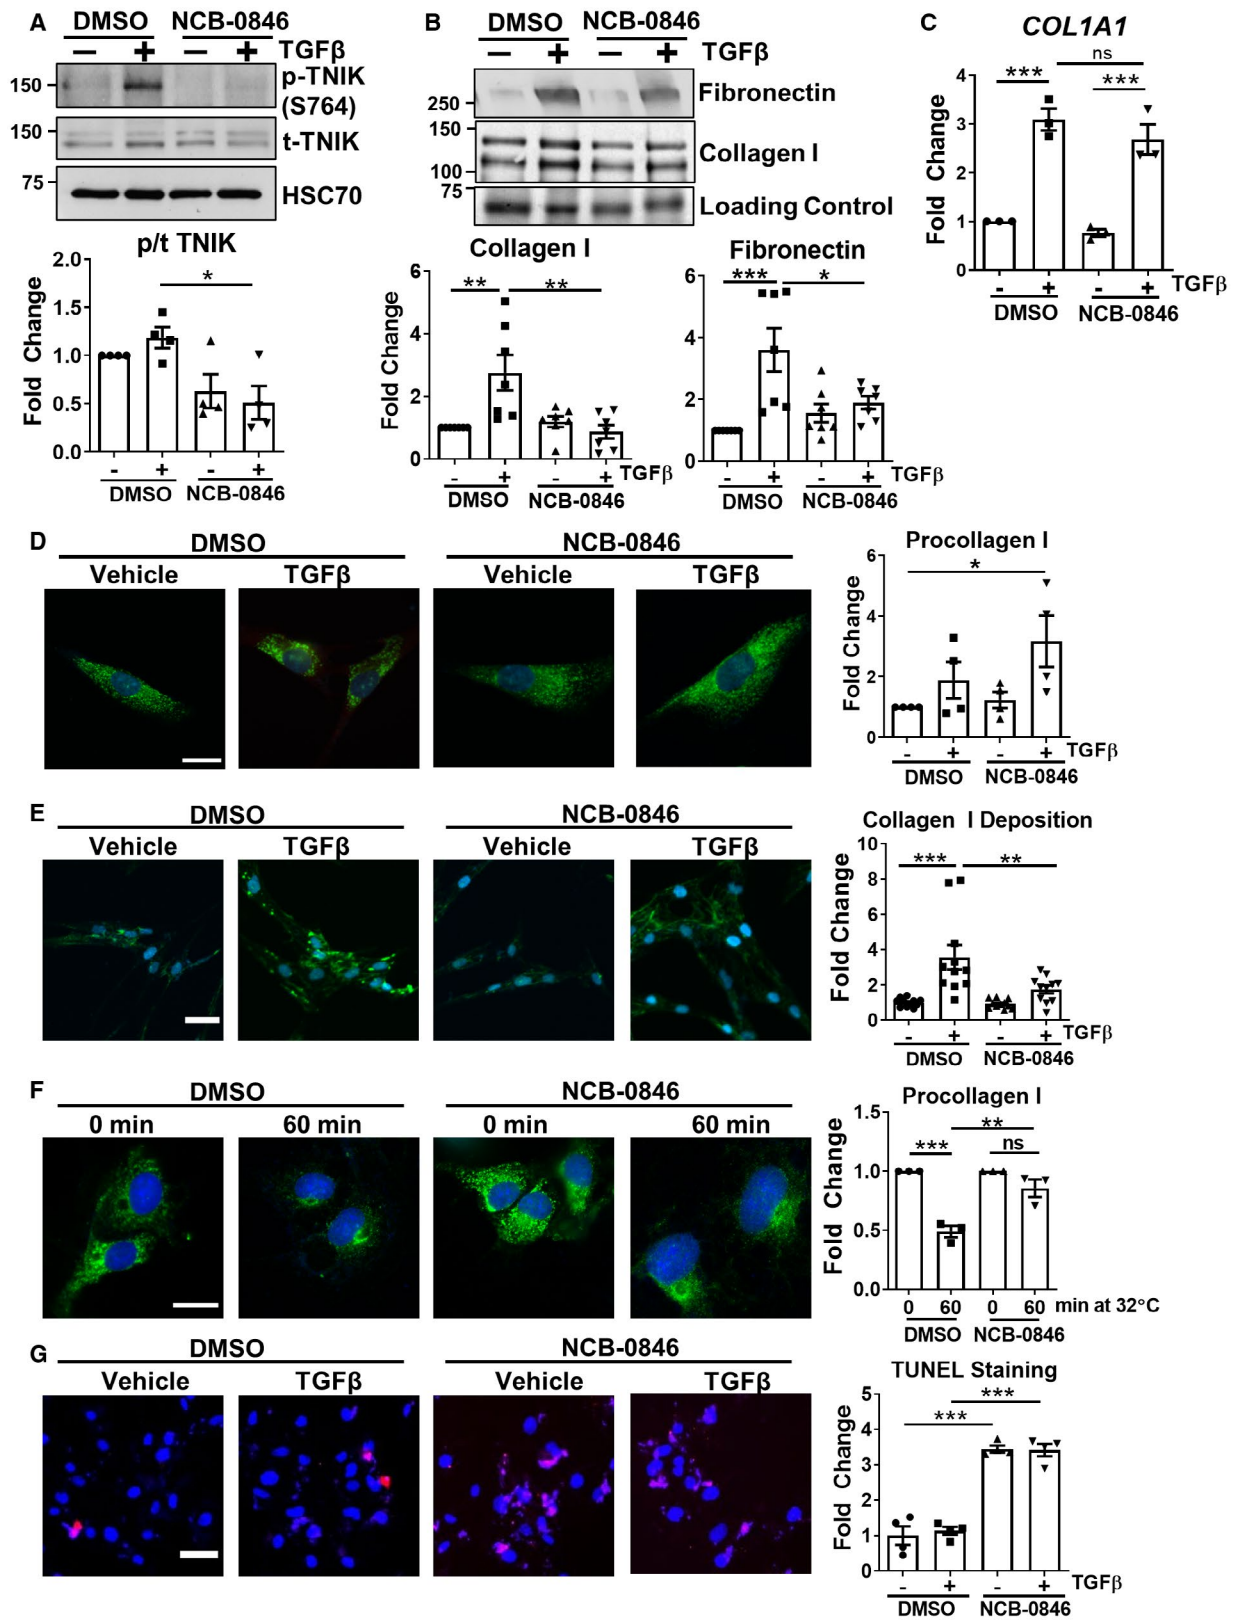 A
DMSO NCB-0846
− + − + TGFβ
150 p-TNIK
(S764)
150 t-TNIK
75 HSC70
p/t TNIK
Fold Change
2.0
1.5
1.0
0.5
0.0
*
- + - +
DMSO NCB-0846
B
DMSO NCB-0846
− + − + TGFβ
250 Fibronectin
150
100 Collagen I
75 Loading Control
Collagen I
Fold Change
6
4
2
0
** **
- + - + TGFβ
DMSO NCB-0846
Fibronectin
6
4
2
0
*** *
- + - + TGFβ
DMSO NCB-0846
C
COL1A1
Fold Change
4
3
2
1
0
ns
*** ***
- + - + TGFβ
DMSO NCB-0846
D
DMSO NCB-0846
Vehicle TGFβ Vehicle TGFβ
Procollagen I
Fold Change
6
4
2
0
*
- + - + TGFβ
DMSO NCB-0846
E
DMSO NCB-0846
Vehicle TGFβ Vehicle TGFβ
Collagen I Deposition
Fold Change
10
8
6
4
2
0
*** **
- + - + TGFβ
DMSO NCB-0846
F
DMSO NCB-0846
0 min 60 min 0 min 60 min
Procollagen I
Fold Change
1.5
1.0
0.5
0.0
**
*** ns
0 60 0 60 min at 32°C
DMSO NCB-0846
G
DMSO NCB-0846
Vehicle TGFβ Vehicle TGFβ
TUNEL Staining
Fold Change
5
4
3
2
1
0
***
***
- + - + TGFβ
DMSO NCB-0846